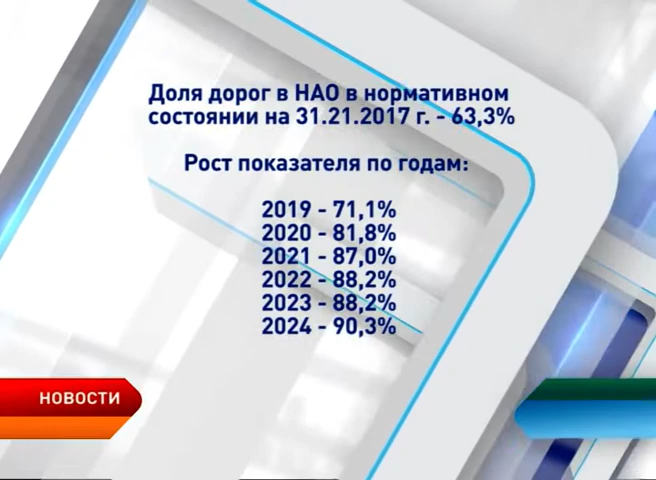 Доля дорог в НАО в нормативном
состоянии на 31.21.2017 г. - 63,3%
Рост показателя по годам:
2019 - 71,1%
2020 - 81,8%
2021 - 87,0%
2022 - 88,2%
2023 - 88,2%
2024 - 90,3%
НОВОСТИ